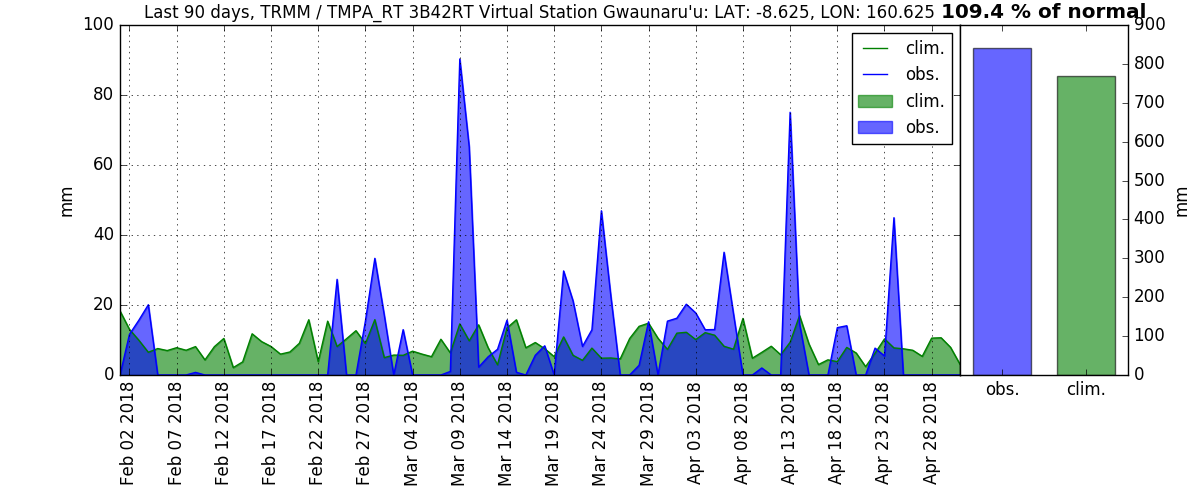 Last 90 days, TRMM / TMPA_RT 3B42RT Virtual Station Gwaunaru'u: LAT: -8.625, LON: 160.625 109.4 % of normal
100
80
60
40
20
0
mm
clim.
obs.
clim.
obs.
900
800
700
600
500
400
300
200
100
0
mm
obs.
clim.
Feb 02 2018
Feb 07 2018
Feb 12 2018
Feb 17 2018
Feb 22 2018
Feb 27 2018
Mar 04 2018
Mar 09 2018
Mar 14 2018
Mar 19 2018
Mar 24 2018
Mar 29 2018
Apr 03 2018
Apr 08 2018
Apr 13 2018
Apr 18 2018
Apr 23 2018
Apr 28 2018